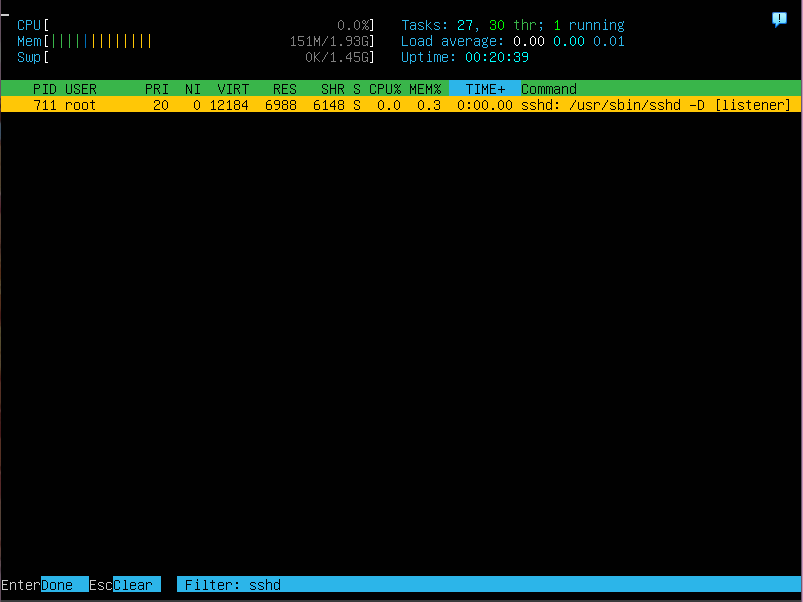 CPU[ 0.0%] Tasks: 27, 30 thr; 1 running
Mem[||||||||||||| 151M/1.93G] Load average: 0.00 0.00 0.01
Swp[ 0K/1.45G] Uptime: 00:20:39
PID USER PRI NI VIRT RES SHR S CPU% MEM% TIME+ Command
711 root 20 0 12184 6988 6148 S 0.0 0.3 0:00.00 sshd: /usr/sbin/sshd -D [listener]
EnterDone EscClear Filter: sshd